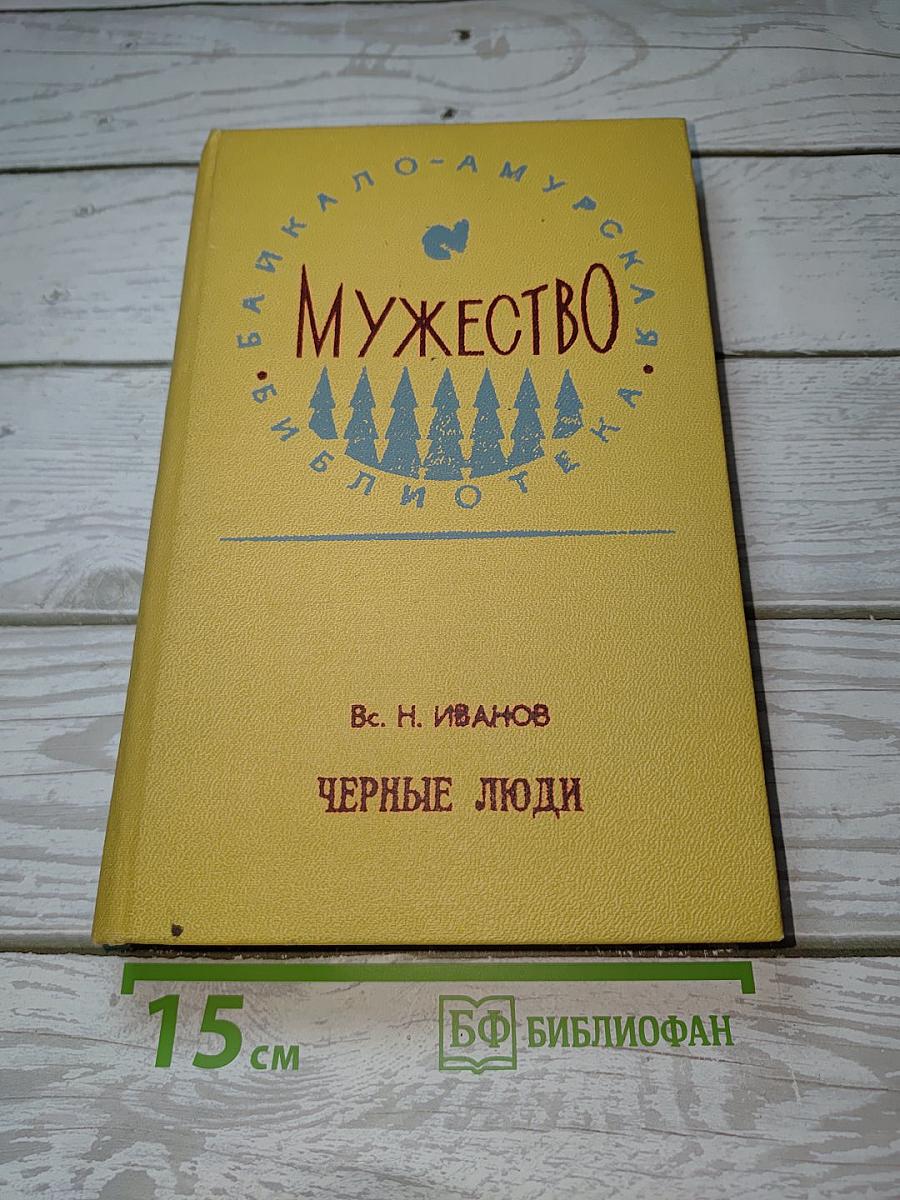 БАЙКАЛО-АМУРСКАЯ
МУЖЕСТВО
• БИБЛИОТЕКА •
Вс. Н. ИВАНОВ
ЧЕРНЫЕ ЛЮДИ
15 см
БФ БИБЛИОФАН